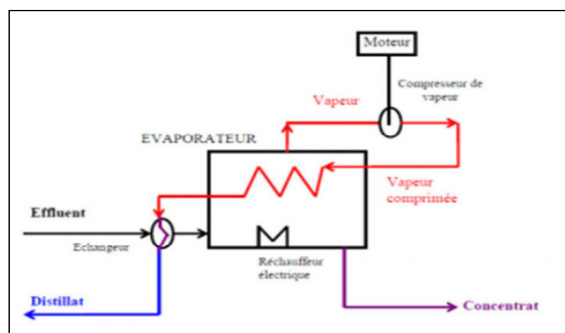 Moteur
Compresseur de
vapeur
Vapeur
EVAPORATEUR
Vapeur
comprimée
Effluent
Echangeur
Réchauffeur
électrique
Distillat
Concentrat